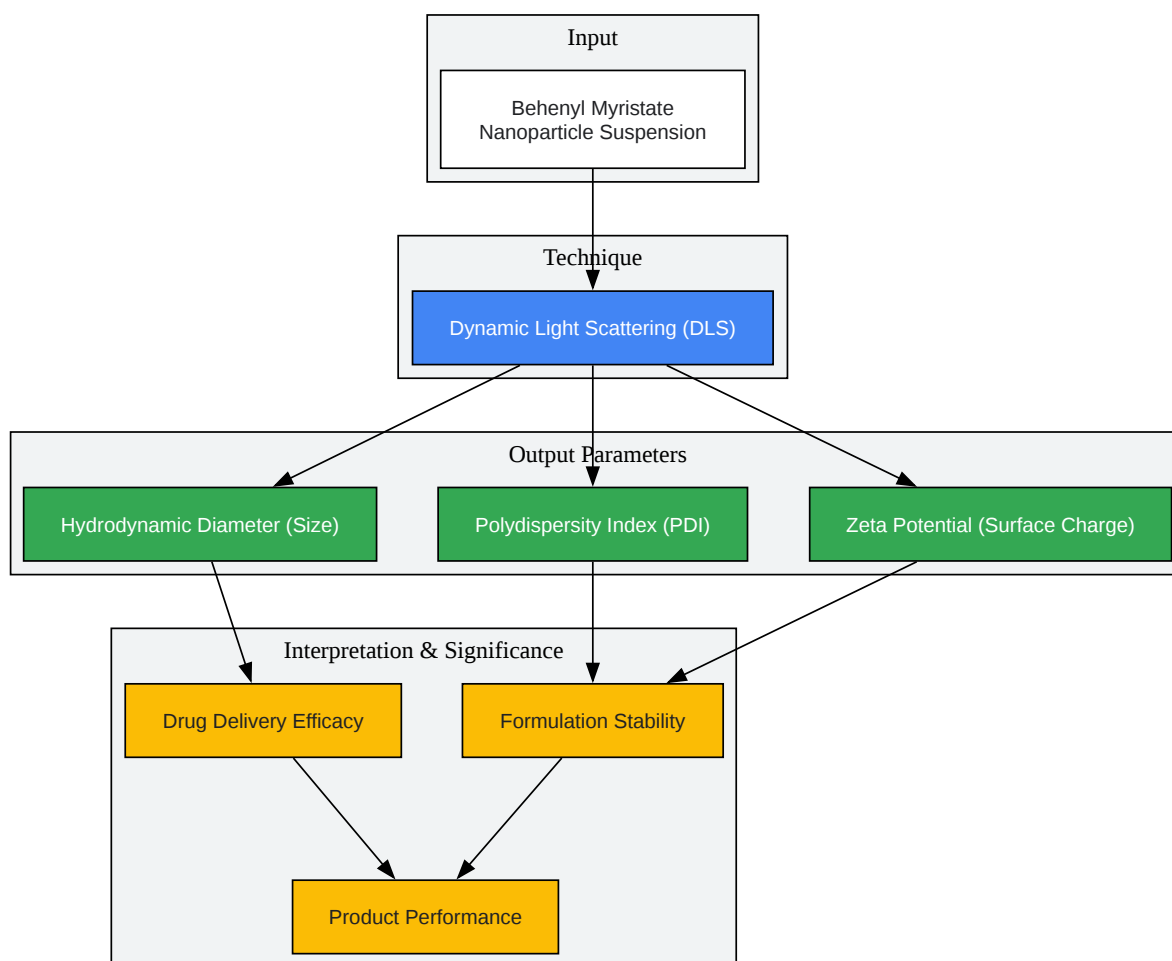 Input
Behenyl Myristate
Nanoparticle Suspension
Technique
Dynamic Light Scattering (DLS)
Output Parameters
Hydrodynamic Diameter (Size)
Polydispersity Index (PDI)
Zeta Potential (Surface Charge)
Interpretation & Significance
Drug Delivery Efficacy
Formulation Stability
Product Performance